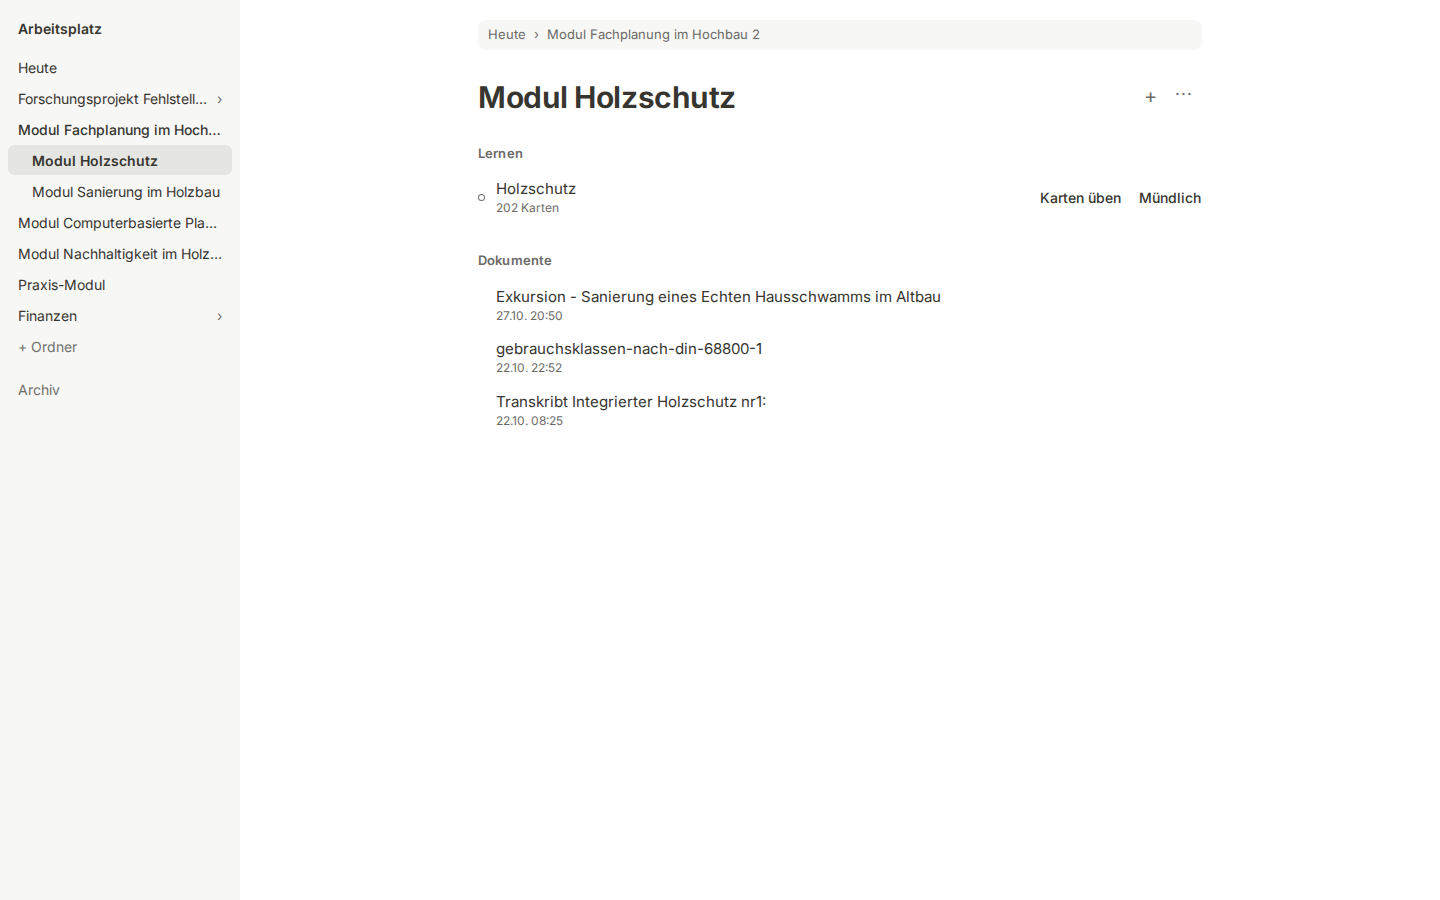 Arbeitsplatz
Heute
Forschungsprojekt Fehlstell... ›
Modul Fachplanung im Hoch...
Modul Holzschutz
Modul Sanierung im Holzbau
Modul Computerbasierte Pla...
Modul Nachhaltigkeit im Holz...
Praxis-Modul
Finanzen ›
+ Ordner
Archiv
Heute › Modul Fachplanung im Hochbau 2
Modul Holzschutz + ...
Lernen
Holzschutz
202 Karten
Karten üben Mündlich
Dokumente
Exkursion - Sanierung eines Echten Hausschwamms im Altbau
27.10. 20:50
gebrauchsklassen-nach-din-68800-1
22.10. 22:52
Transkribt Integrierter Holzschutz nr1:
22.10. 08:25